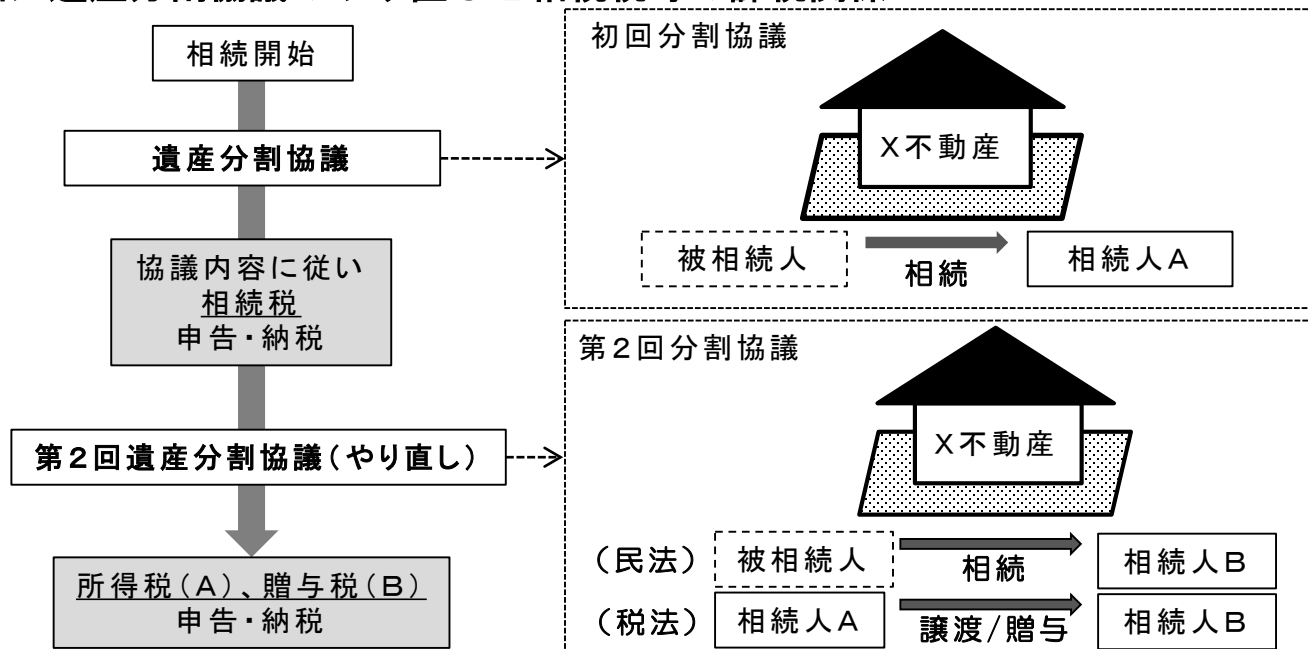 相続開始
遺産分割協議
協議内容に従い
相続税
申告・納税
第2回遺産分割協議(やり直し)
所得税(A)、贈与税(B)
申告・納税
初回分割協議
X不動産
被相続人
相続
相続人A
第2回分割協議
X不動産
(民法)
被相続人
相続
相続人B
(税法)
相続人A
譲渡/贈与
相続人B